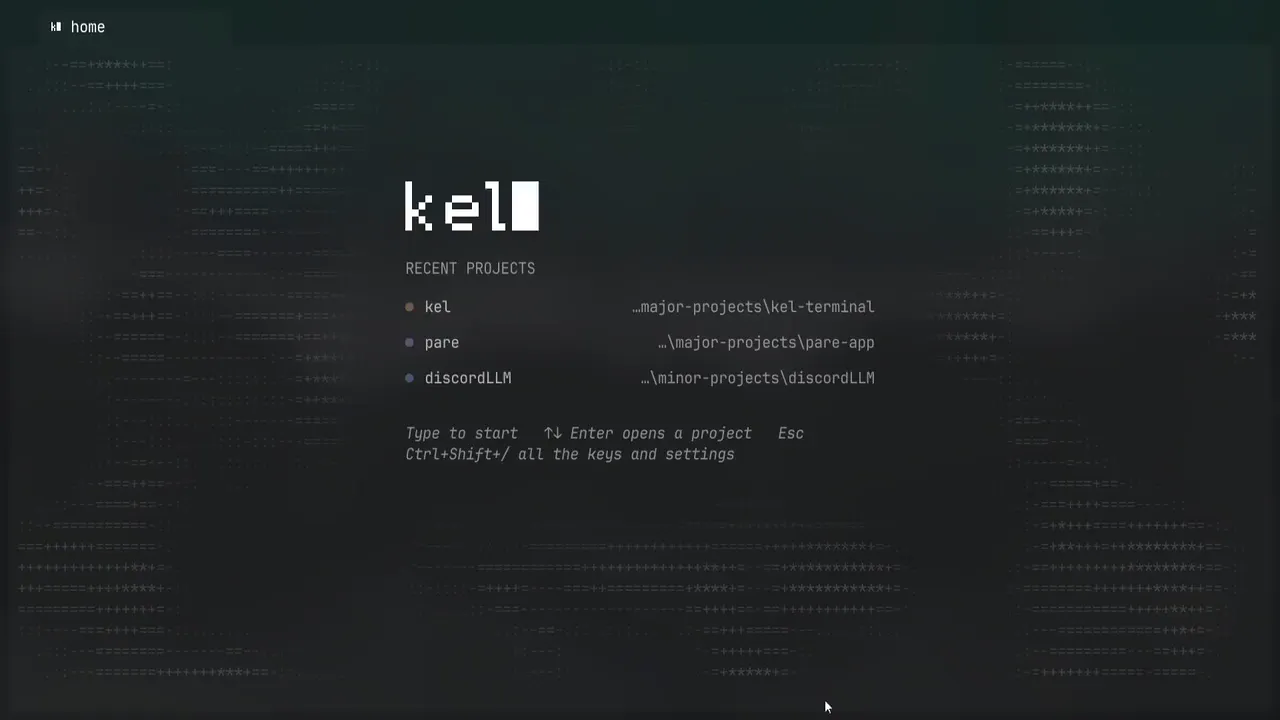 kel home
kel
RECENT PROJECTS
kel …major-projects\kel-terminal
pare …\major-projects\pare-app
discordLLM …\minor-projects\discordLLM
Type to start ↑↓ Enter opens a project Esc
Ctrl+Shift+/ all the keys and settings